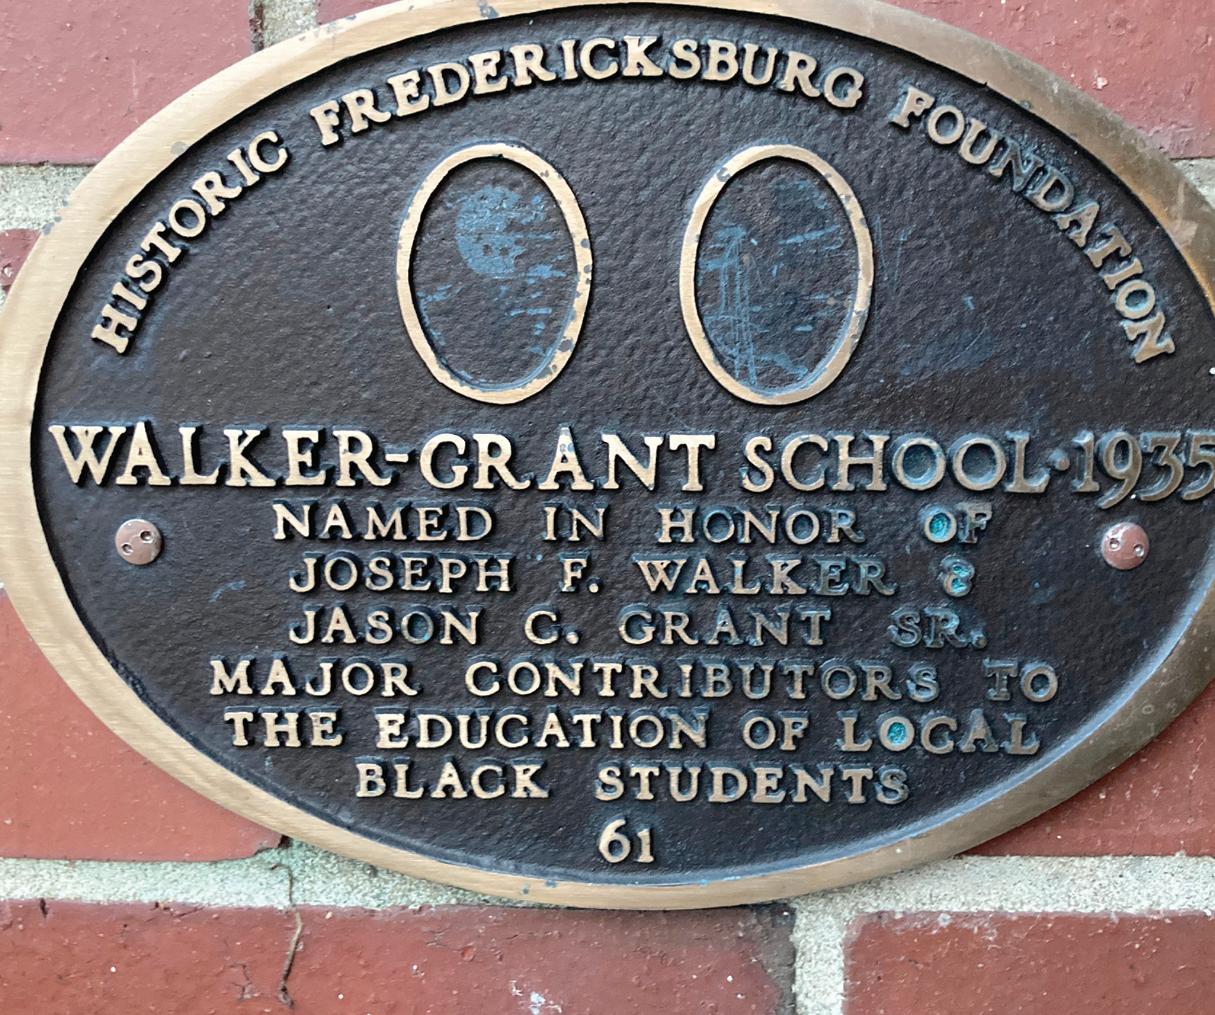 HISTORIC FREDERICKSBURG FOUNDATION
WALKER-GRANT SCHOOL·1935
NAMED IN HONOR OF
JOSEPH F. WALKER &
JASON C. GRANT SR.
MAJOR CONTRIBUTORS TO
THE EDUCATION OF LOCAL
BLACK STUDENTS
61